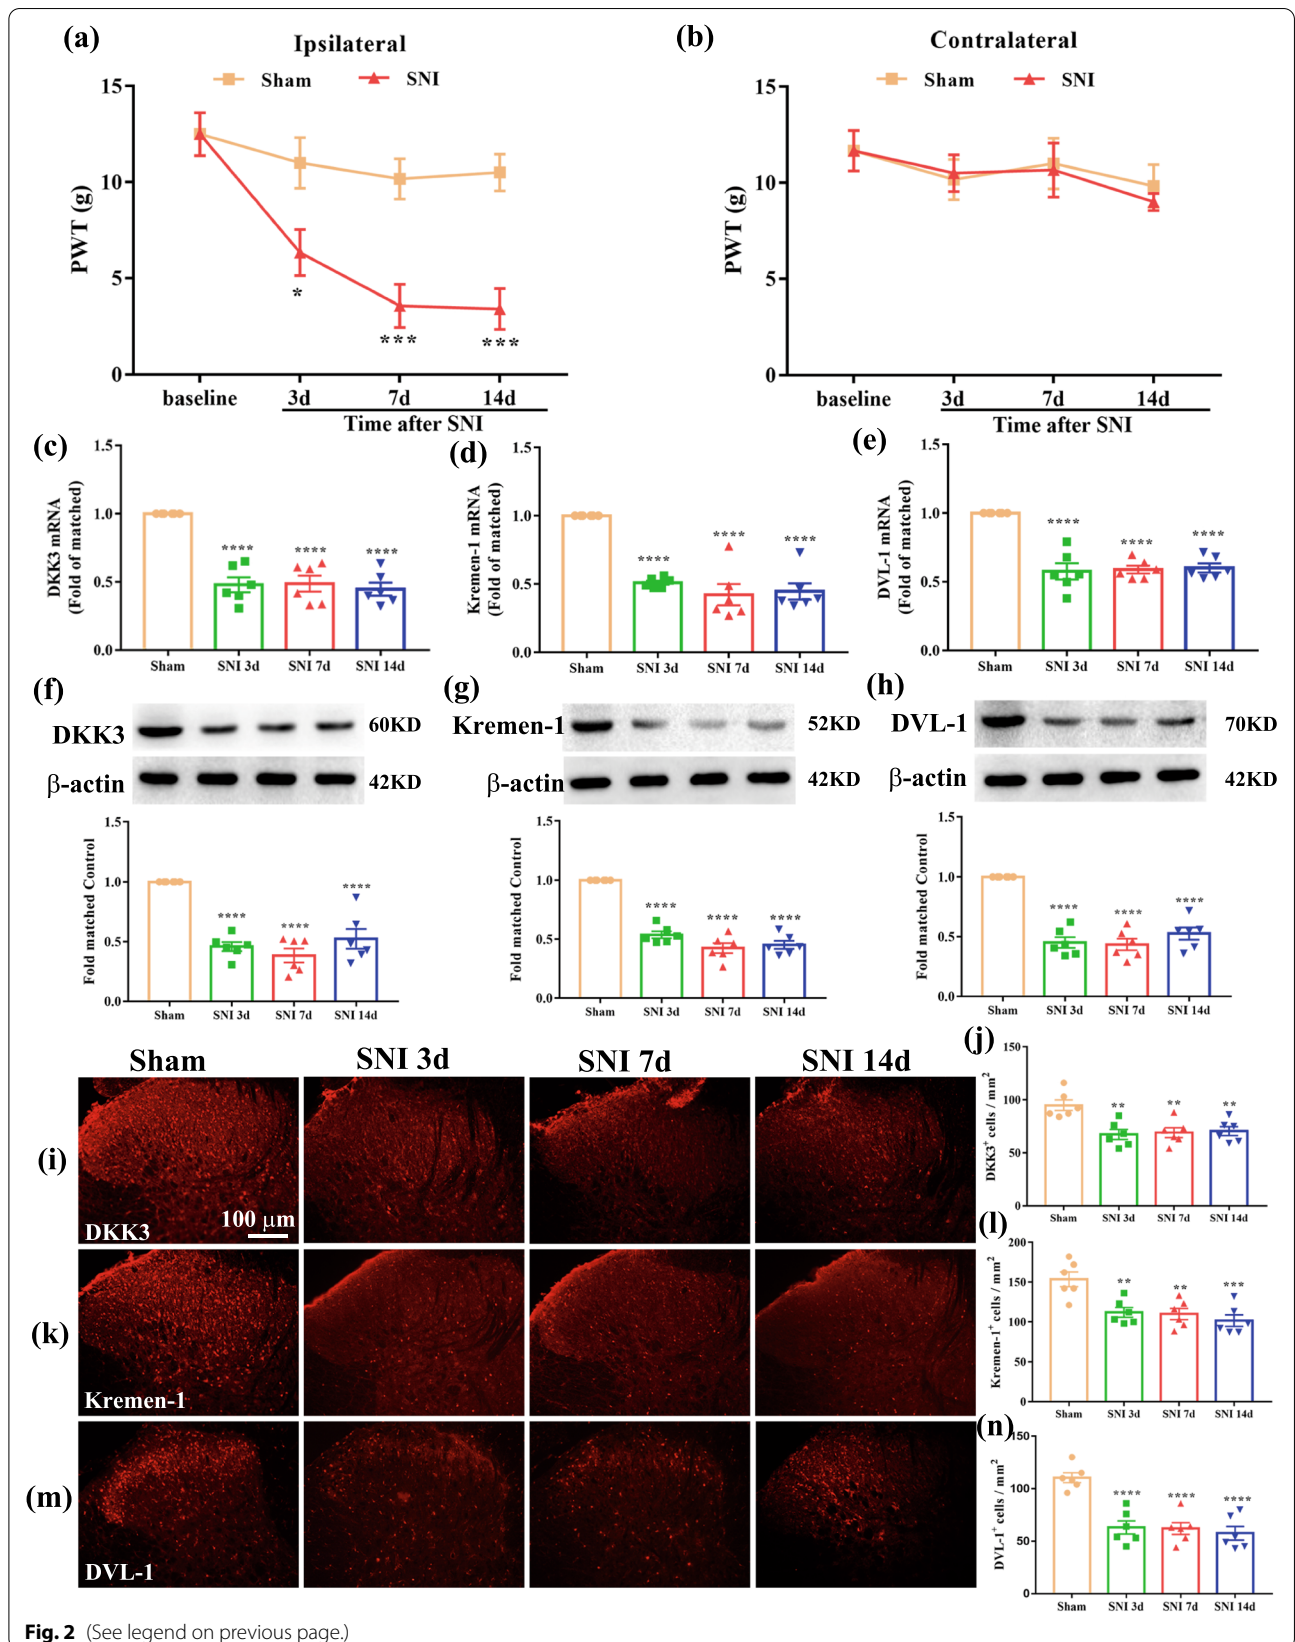 (a)
Ipsilateral
Sham
SNI
15
10
5
0
PWT (g)
baseline
3d
7d
14d
Time after SNI
*
***
***
(b)
Contralateral
Sham
SNI
15
10
5
0
PWT (g)
baseline
3d
7d
14d
Time after SNI
(c)
DKK3 mRNA
(Fold of matched)
1.5
1.0
0.5
0.0
****
****
****
Sham
SNI 3d
SNI 7d
SNI 14d
(d)
Kremen-1 mRNA
(Fold of matched)
1.5
1.0
0.5
0.0
****
****
****
Sham
SNI 3d
SNI 7d
SNI 14d
(e)
DVL-1 mRNA
(Fold of matched)
1.5
1.0
0.5
0.0
****
****
****
Sham
SNI 3d
SNI 7d
SNI 14d
(f)
DKK3
60KD
β-actin
42KD
Fold matched Control
1.5
1.0
0.5
0.0
****
****
****
Sham
SNI 3d
SNI 7d
SNI 14d
(g)
Kremen-1
52KD
β-actin
42KD
Fold matched Control
1.5
1.0
0.5
0.0
****
****
****
Sham
SNI 3d
SNI 7d
SNI 14d
(h)
DVL-1
70KD
β-actin
42KD
Fold matched Control
1.5
1.0
0.5
0.0
****
****
****
Sham
SNI 3d
SNI 7d
SNI 14d
Sham
SNI 3d
SNI 7d
SNI 14d
(i)
DKK3
100 μm
(j)
DKK3⁺ cells / mm²
150
100
50
0
**
**
**
Sham
SNI 3d
SNI 7d
SNI 14d
(k)
Kremen-1
(l)
Kremen-1⁺ cells / mm²
200
150
100
50
0
**
**
***
Sham
SNI 3d
SNI 7d
SNI 14d
(m)
DVL-1
(n)
DVL-1⁺ cells / mm²
150
100
50
0
****
****
****
Sham
SNI 3d
SNI 7d
SNI 14d
Fig. 2 (See legend on previous page.)